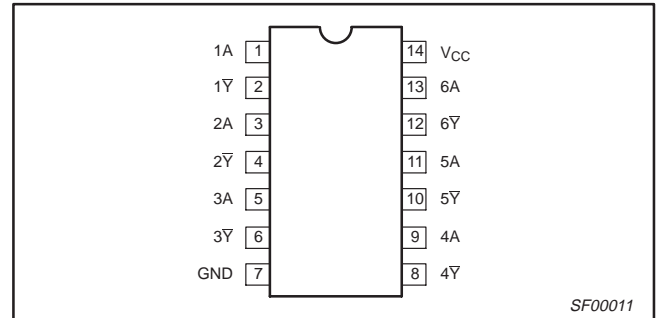 1A 1 14 VCC
1Y̅ 2 13 6A
2A 3 12 6Y̅
2Y̅ 4 11 5A
3A 5 10 5Y̅
3Y̅ 6 9 4A
GND 7 8 4Y̅
SF00011